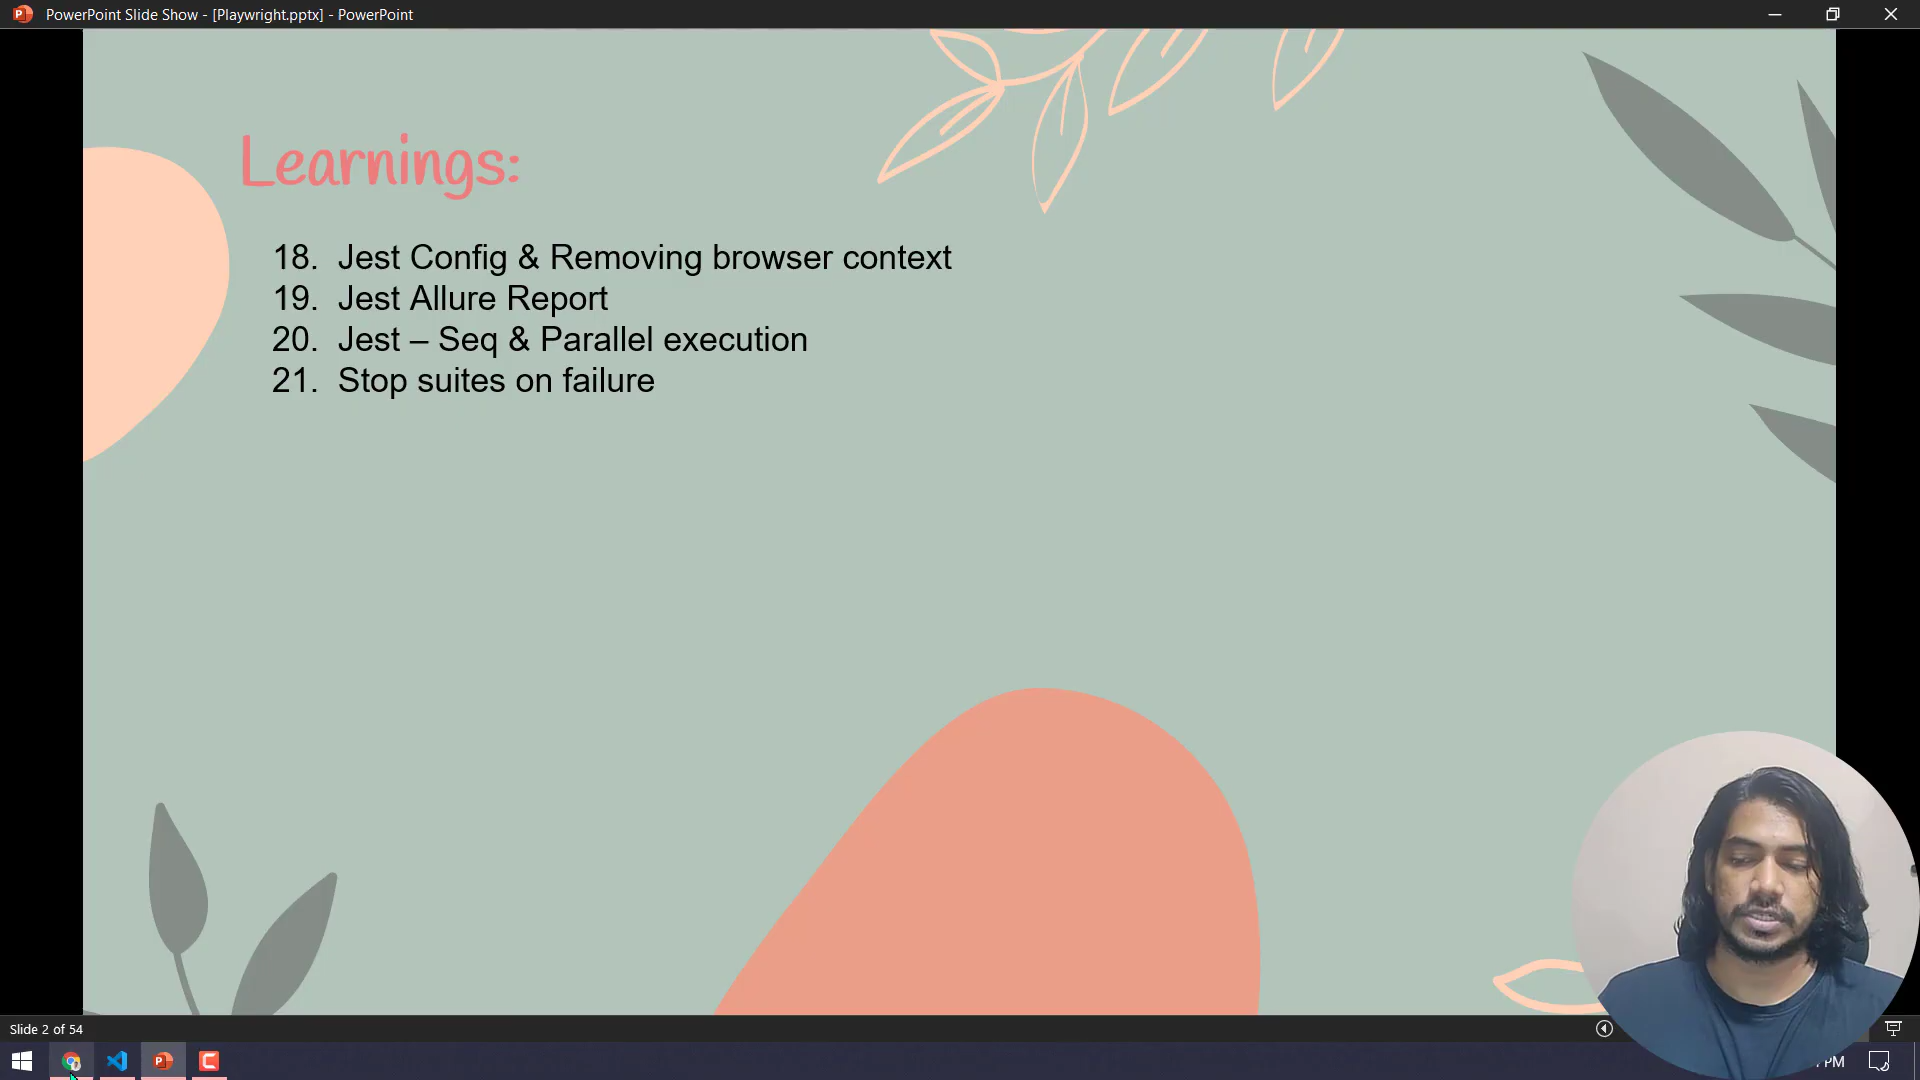 PowerPoint Slide Show - [Playwright.pptx] - PowerPoint
Learnings:
18. Jest Config & Removing browser context
19. Jest Allure Report
20. Jest – Seq & Parallel execution
21. Stop suites on failure
Slide 2 of 54
PM